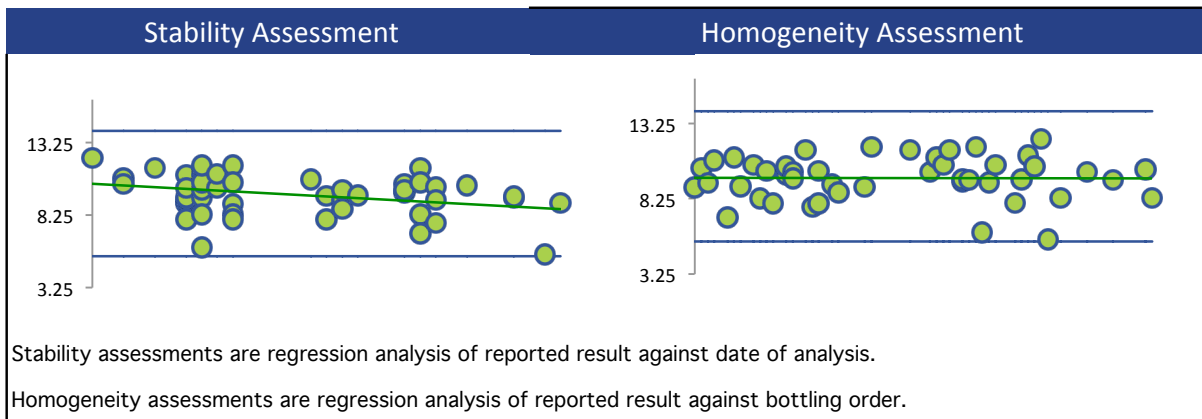 Stability Assessment
Homogeneity Assessment
13.25
8.25
3.25
13.25
8.25
3.25
Stability assessments are regression analysis of reported result against date of analysis.
Homogeneity assessments are regression analysis of reported result against bottling order.